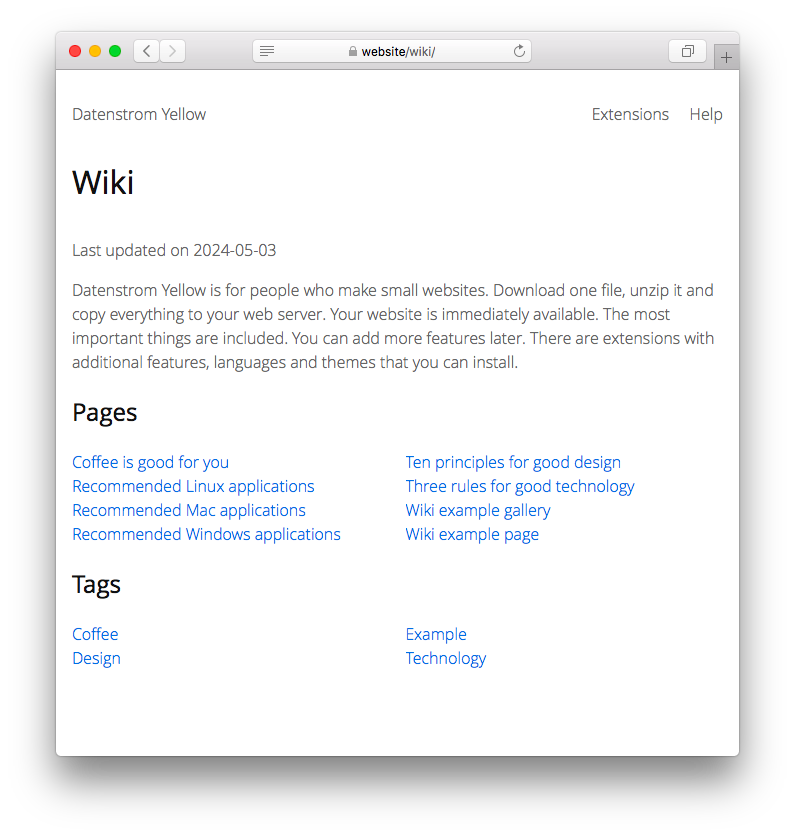 website/wiki/
Datenstrom Yellow
Extensions
Help
Wiki
Last updated on 2024-05-03
Datenstrom Yellow is for people who make small websites. Download one file, unzip it and
copy everything to your web server. Your website is immediately available. The most
important things are included. You can add more features later. There are extensions with
additional features, languages and themes that you can install.
Pages
Coffee is good for you
Recommended Linux applications
Recommended Mac applications
Recommended Windows applications
Ten principles for good design
Three rules for good technology
Wiki example gallery
Wiki example page
Tags
Coffee
Design
Example
Technology